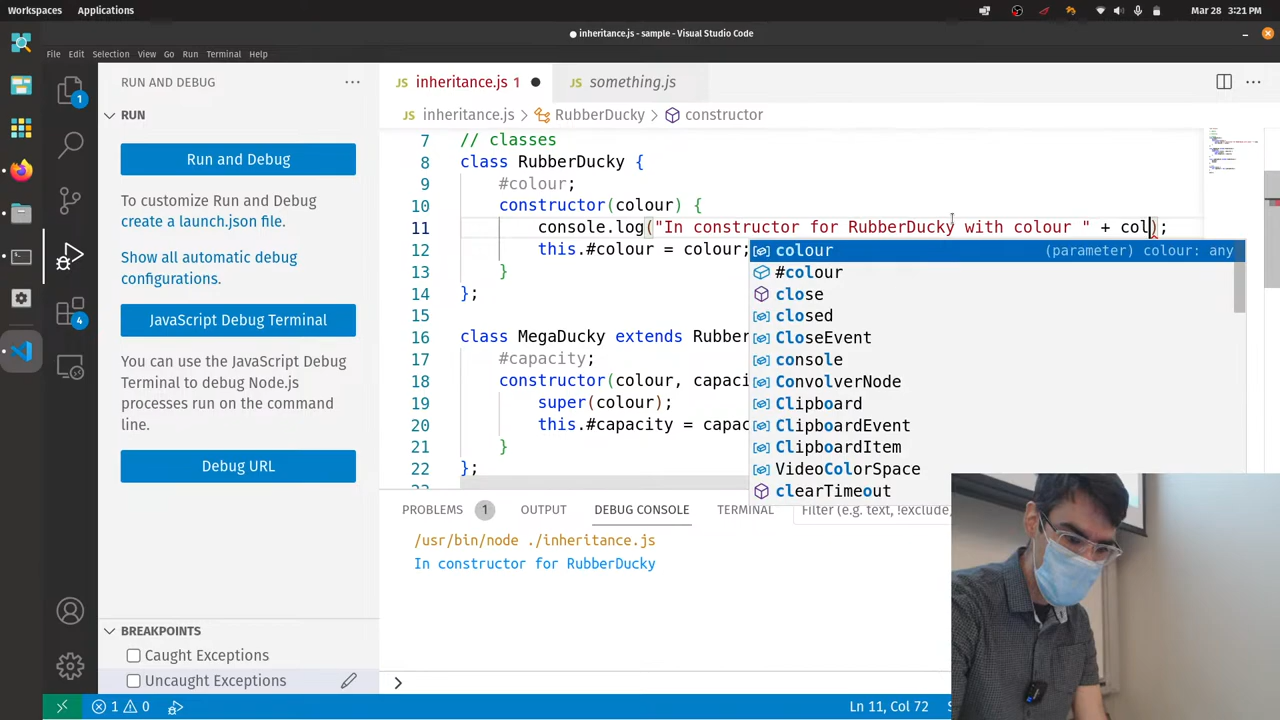 Workspaces Applications Mar 28 3:21 PM
inheritance.js - sample - Visual Studio Code
File Edit Selection View Go Run Terminal Help
RUN AND DEBUG
JS inheritance.js 1
JS something.js
RUN
JS inheritance.js > RubberDucky > constructor
Run and Debug
To customize Run and Debug
create a launch.json file.
Show all automatic debug
configurations.
JavaScript Debug Terminal
You can use the JavaScript Debug
Terminal to debug Node.js
processes run on the command
line.
Debug URL
1
4
7 // classes
8 class RubberDucky {
9 #colour;
10 constructor(colour) {
11 console.log("In constructor for RubberDucky with colour " + col);
12 this.#colour = colour;
13 }
14 };
15
16 class MegaDucky extends Rubber
17 #capacity;
18 constructor(colour, capaci
19 super(colour);
20 this.#capacity = capac
21 }
22 };
colour (parameter) colour: any
#colour
close
closed
CloseEvent
console
ConvolverNode
Clipboard
ClipboardEvent
ClipboardItem
VideoColorSpace
clearTimeout
PROBLEMS 1 OUTPUT DEBUG CONSOLE TERMINAL Filter (e.g. text, !exclude,
/usr/bin/node ./inheritance.js
In constructor for RubberDucky
BREAKPOINTS
Caught Exceptions
Uncaught Exceptions
1 0
Ln 11, Col 72